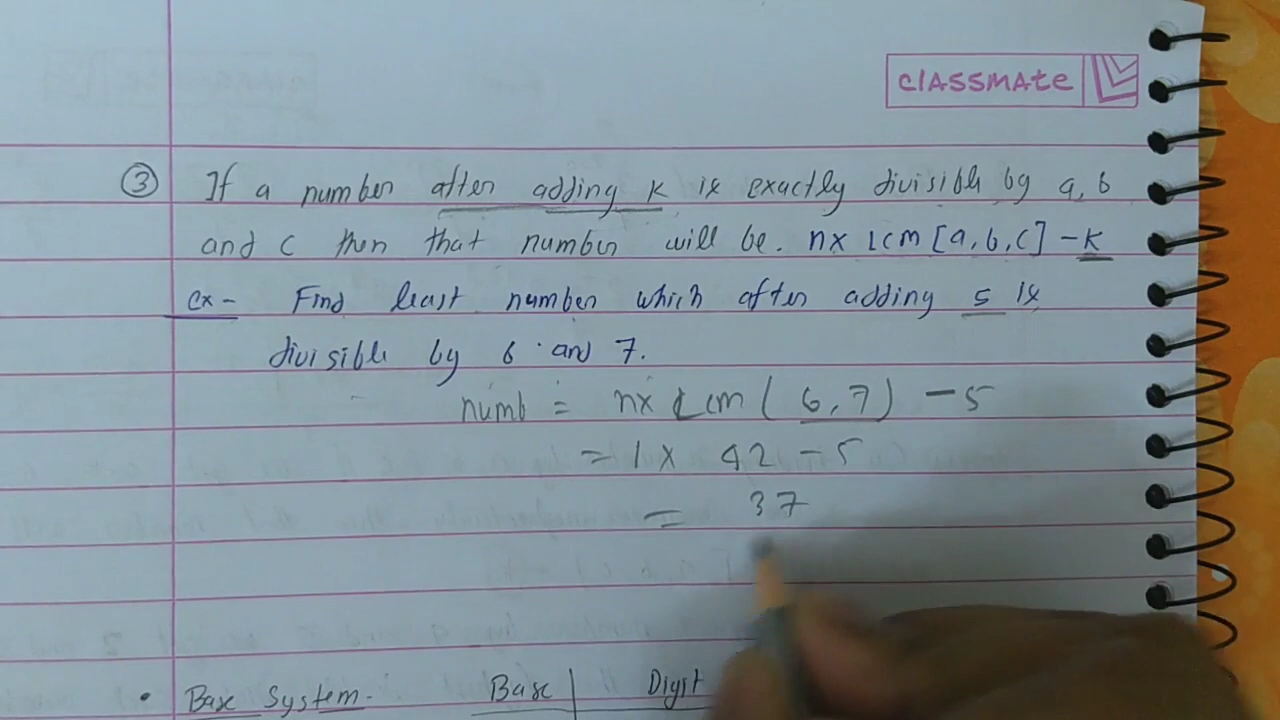 classmate
③ If a number after adding k is exactly divisible by a, b
and c then that number will be. n× lcm [a,b,c] - k
ex- Find least number which after adding 5 is
divisible by 6 and 7.
numb = n× Lcm ( 6,7) - 5
= 1 × 42 - 5
= 37
• Base System. Base Digit